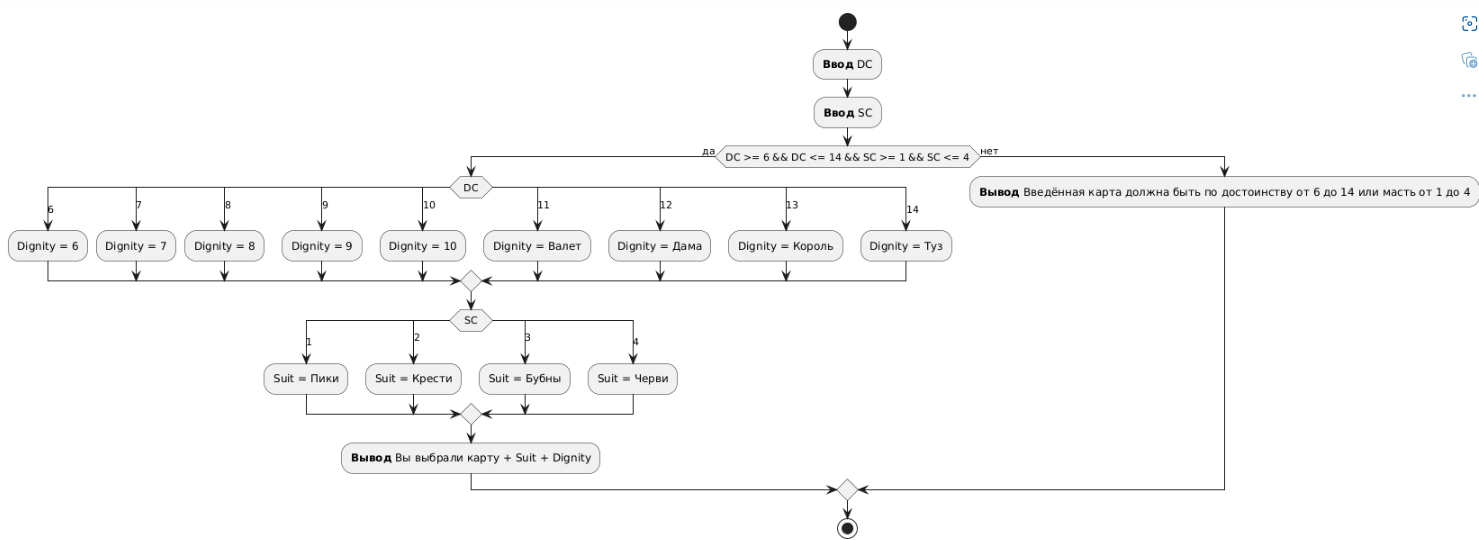 Ввод DC
Ввод SC
да
DC >= 6 && DC <= 14 && SC >= 1 && SC <= 4
нет
DC
Вывод Введённая карта должна быть по достоинству от 6 до 14 или масть от 1 до 4
6
7
8
9
10
11
12
13
14
Dignity = 6
Dignity = 7
Dignity = 8
Dignity = 9
Dignity = 10
Dignity = Валет
Dignity = Дама
Dignity = Король
Dignity = Туз
SC
1
2
3
4
Suit = Пики
Suit = Крести
Suit = Бубны
Suit = Черви
Вывод Вы выбрали карту + Suit + Dignity